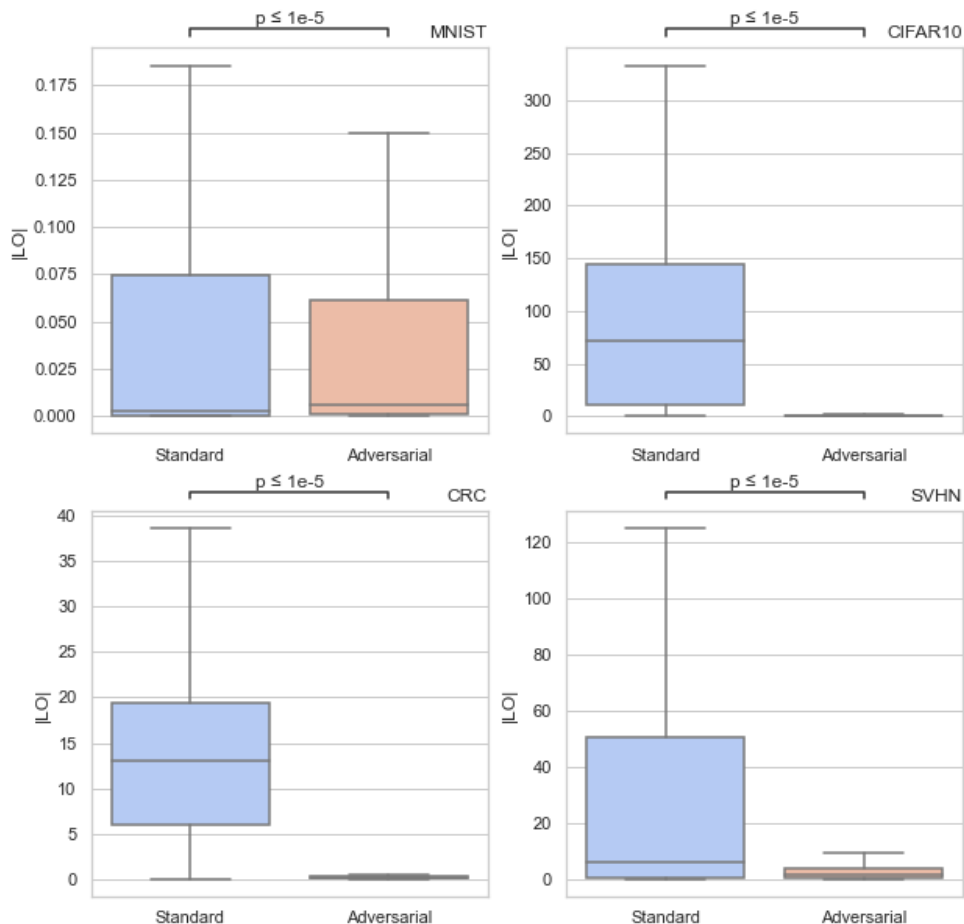 p ≤ 1e-5
MNIST
|LO|
0.175
0.150
0.125
0.100
0.075
0.050
0.025
0.000
Standard Adversarial
p ≤ 1e-5
CIFAR10
|LO|
300
250
200
150
100
50
0
Standard Adversarial
p ≤ 1e-5
CRC
|LO|
40
35
30
25
20
15
10
5
0
Standard Adversarial
p ≤ 1e-5
SVHN
|LO|
120
100
80
60
40
20
0
Standard Adversarial